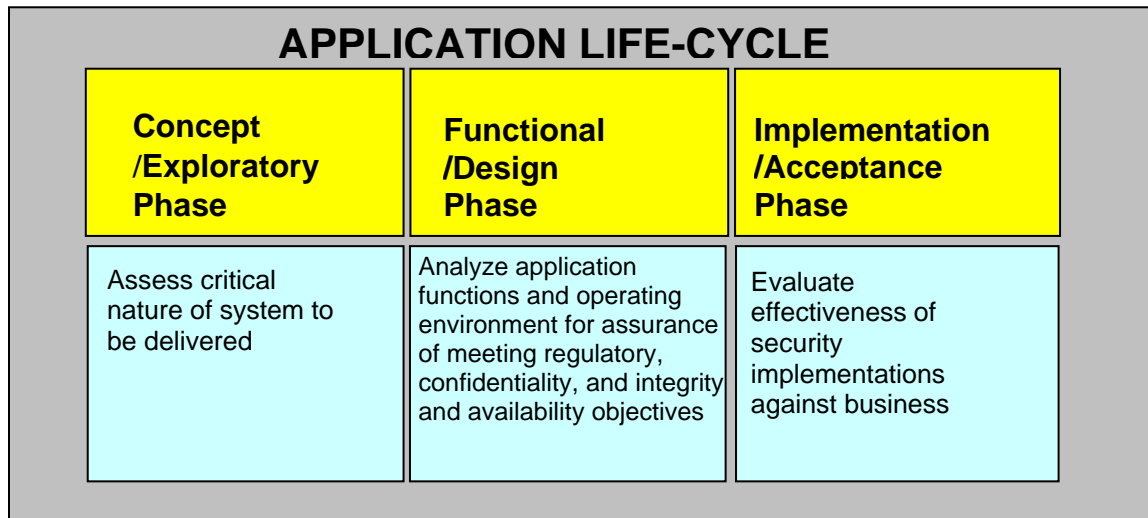 APPLICATION LIFE-CYCLE
Concept
/Exploratory
Phase
Functional
/Design
Phase
Implementation
/Acceptance
Phase
Assess critical
nature of system to
be delivered
Analyze application
functions and operating
environment for assurance
of meeting regulatory,
confidentiality, and integrity
and availability objectives
Evaluate
effectiveness of
security
implementations
against business